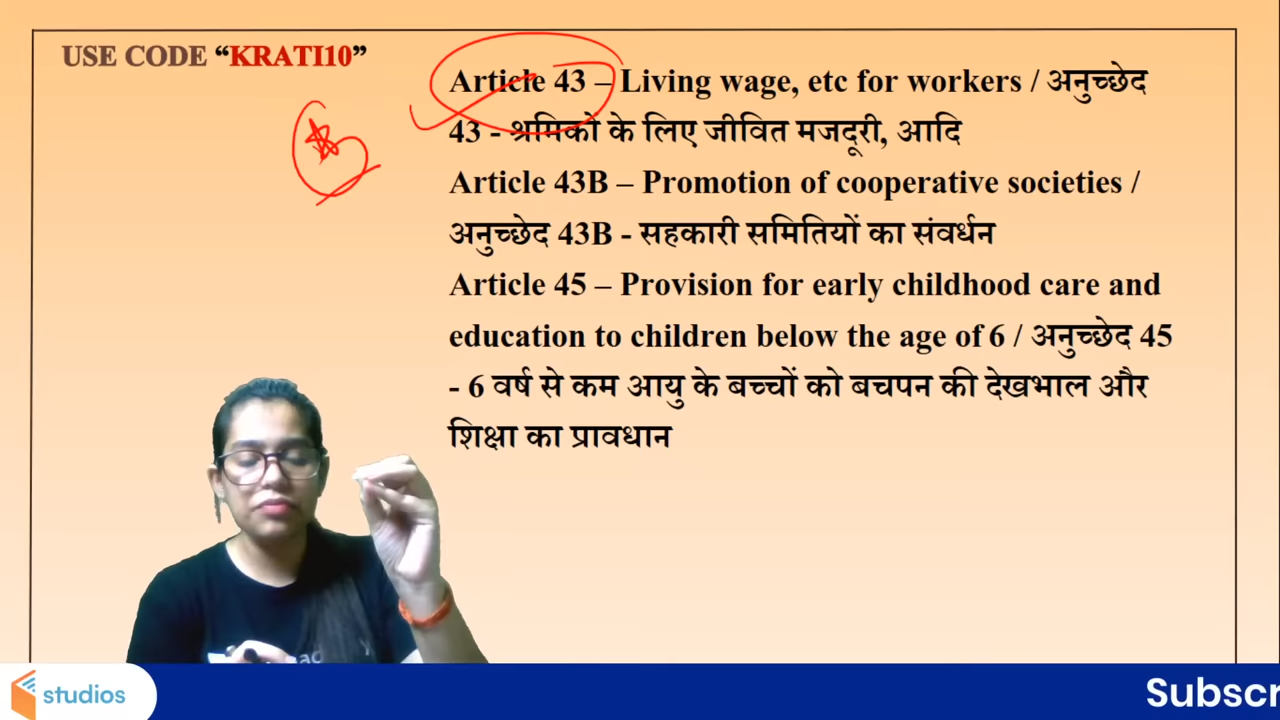 USE CODE “KRATI10”
Article 43 – Living wage, etc for workers / अनुच्छेद
43 - श्रमिको के लिए जीवित मजदूरी, आदि
Article 43B – Promotion of cooperative societies /
अनुच्छेद 43B - सहकारी समितियों का संवर्धन
Article 45 – Provision for early childhood care and
education to children below the age of 6 / अनुच्छेद 45
- 6 वर्ष से कम आयु के बच्चों को बचपन की देखभाल और
शिक्षा का प्रावधान
studios
Subscr